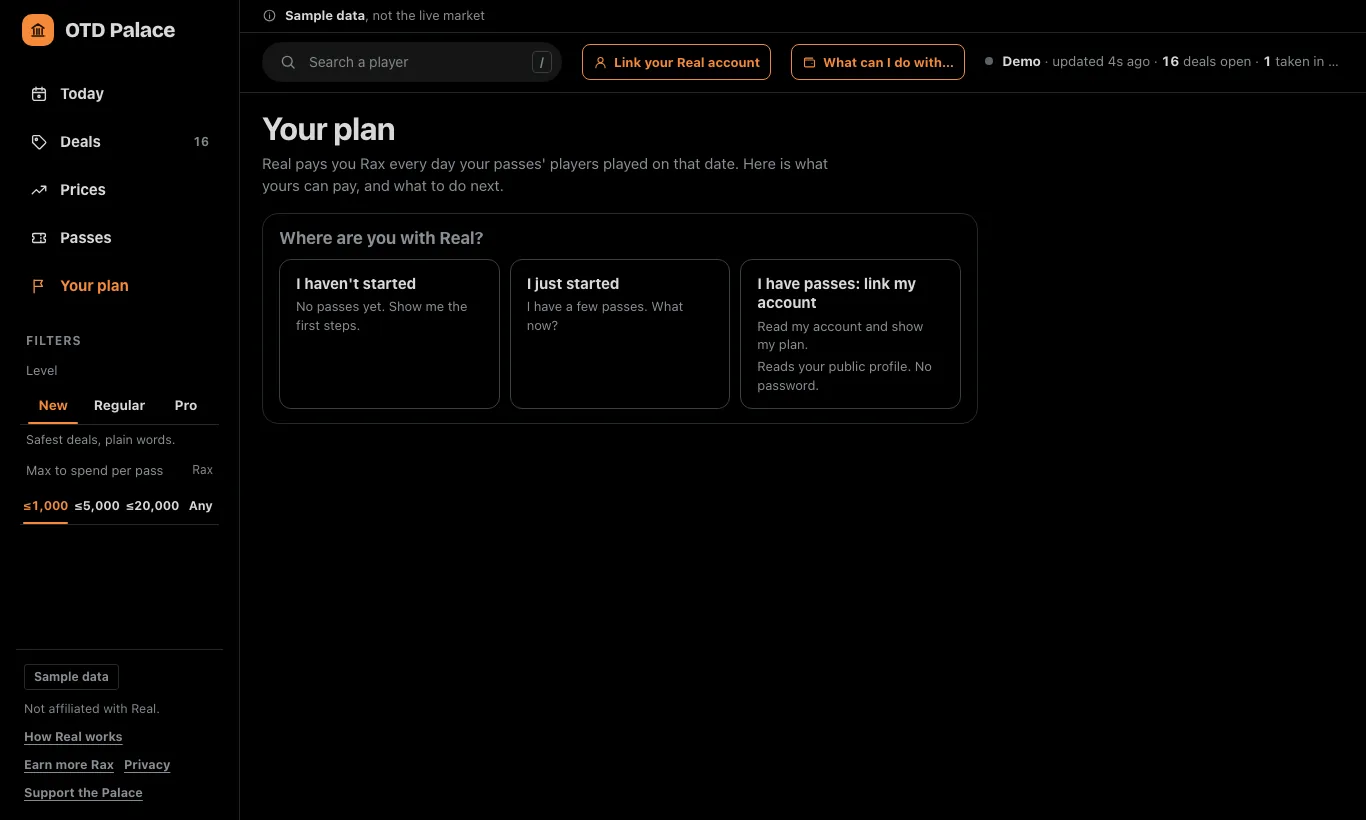 OTD Palace
Today
Deals 16
Prices
Passes
Your plan
FILTERS
Level
New Regular Pro
Safest deals, plain words.
Max to spend per pass Rax
≤1,000 ≤5,000 ≤20,000 Any
Sample data
Not affiliated with Real.
How Real works
Earn more Rax Privacy
Support the Palace
Sample data, not the live market
Search a player /
Link your Real account
What can I do with...
Demo · updated 4s ago · 16 deals open · 1 taken in ...
Your plan
Real pays you Rax every day your passes' players played on that date. Here is what
yours can pay, and what to do next.
Where are you with Real?
I haven't started
No passes yet. Show me the
first steps.
I just started
I have a few passes. What
now?
I have passes: link my
account
Read my account and show
my plan.
Reads your public profile. No
password.